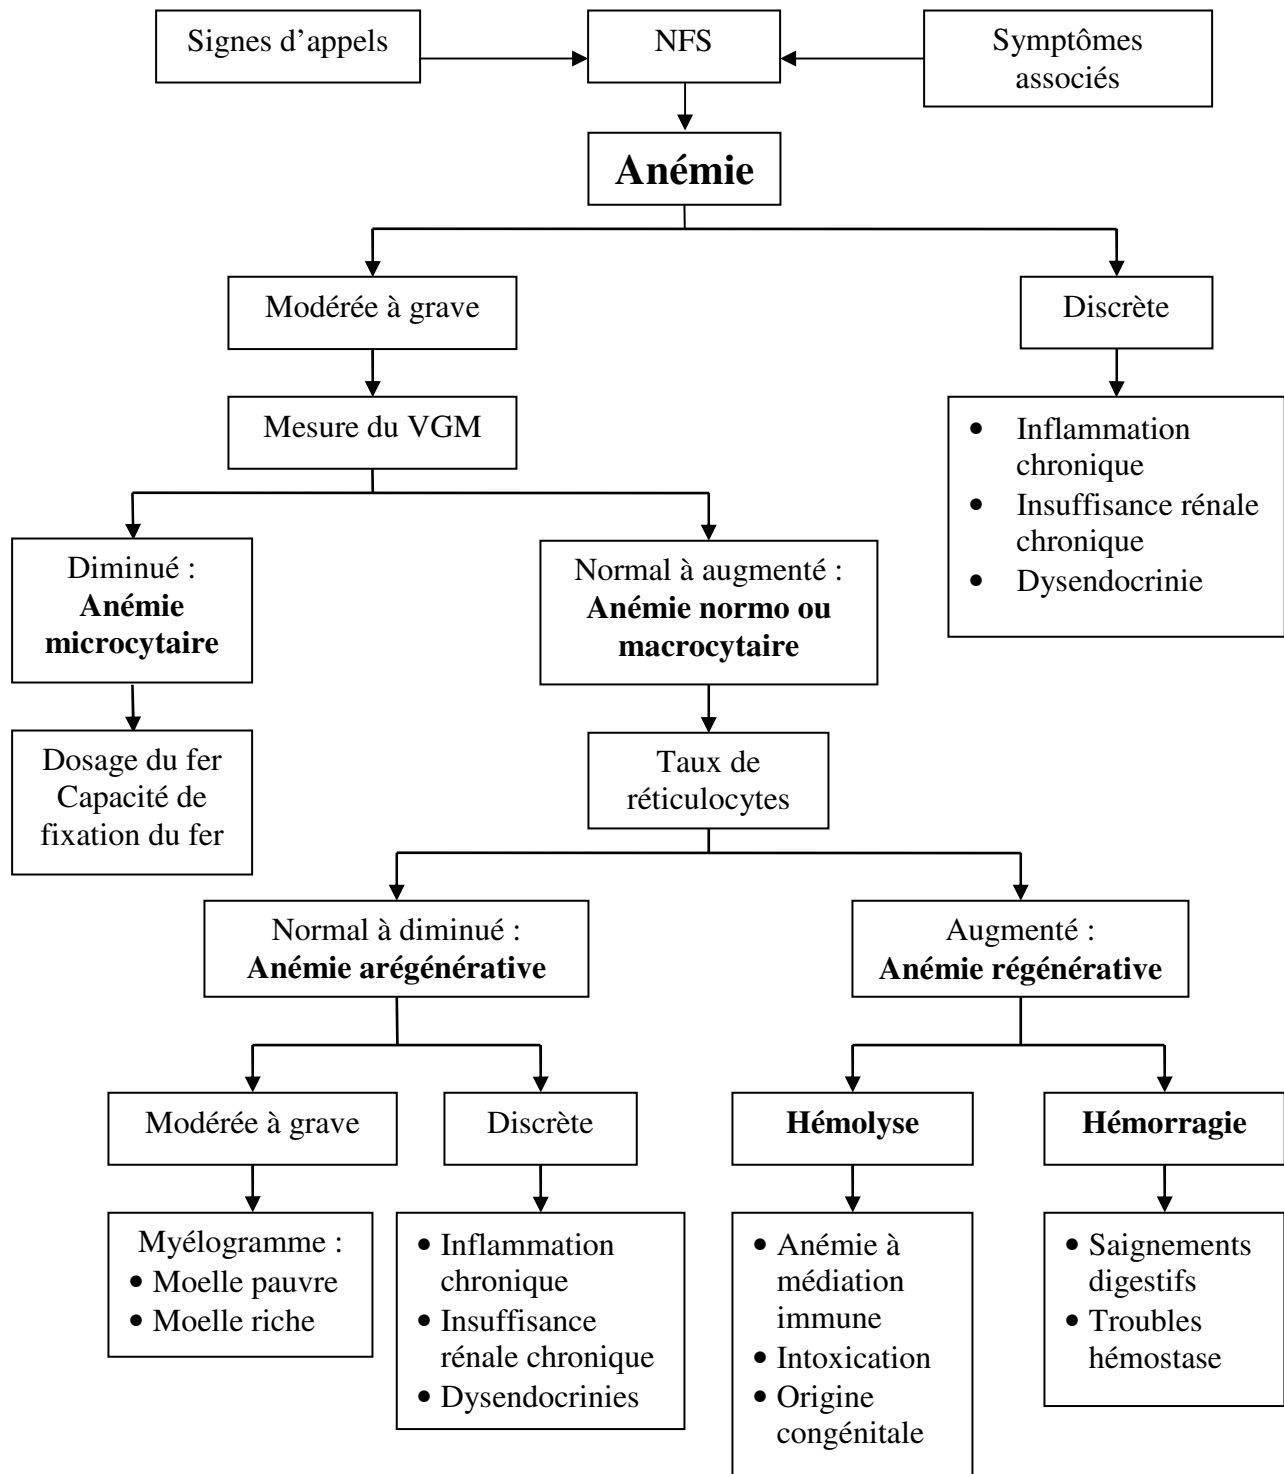 Signes d’appels
NFS
Symptômes
associés
Anémie
Modérée à grave
Discrète
Mesure du VGM
• Inflammation
chronique
• Insuffisance rénale
chronique
• Dysendocrinie
Diminué :
Anémie
microcytaire
Normal à augmenté :
Anémie normo ou
macrocytaire
Dosage du fer
Capacité de
fixation du fer
Taux de
réticulocytes
Normal à diminué :
Anémie arégénérative
Augmenté :
Anémie régénérative
Modérée à grave
Discrète
Hémolyse
Hémorragie
Myélogramme :
• Moelle pauvre
• Moelle riche
• Inflammation
chronique
• Insuffisance
rénale chronique
• Dysendocrinies
• Anémie à
médiation
immune
• Intoxication
• Origine
congénitale
• Saignements
digestifs
• Troubles
hémostase